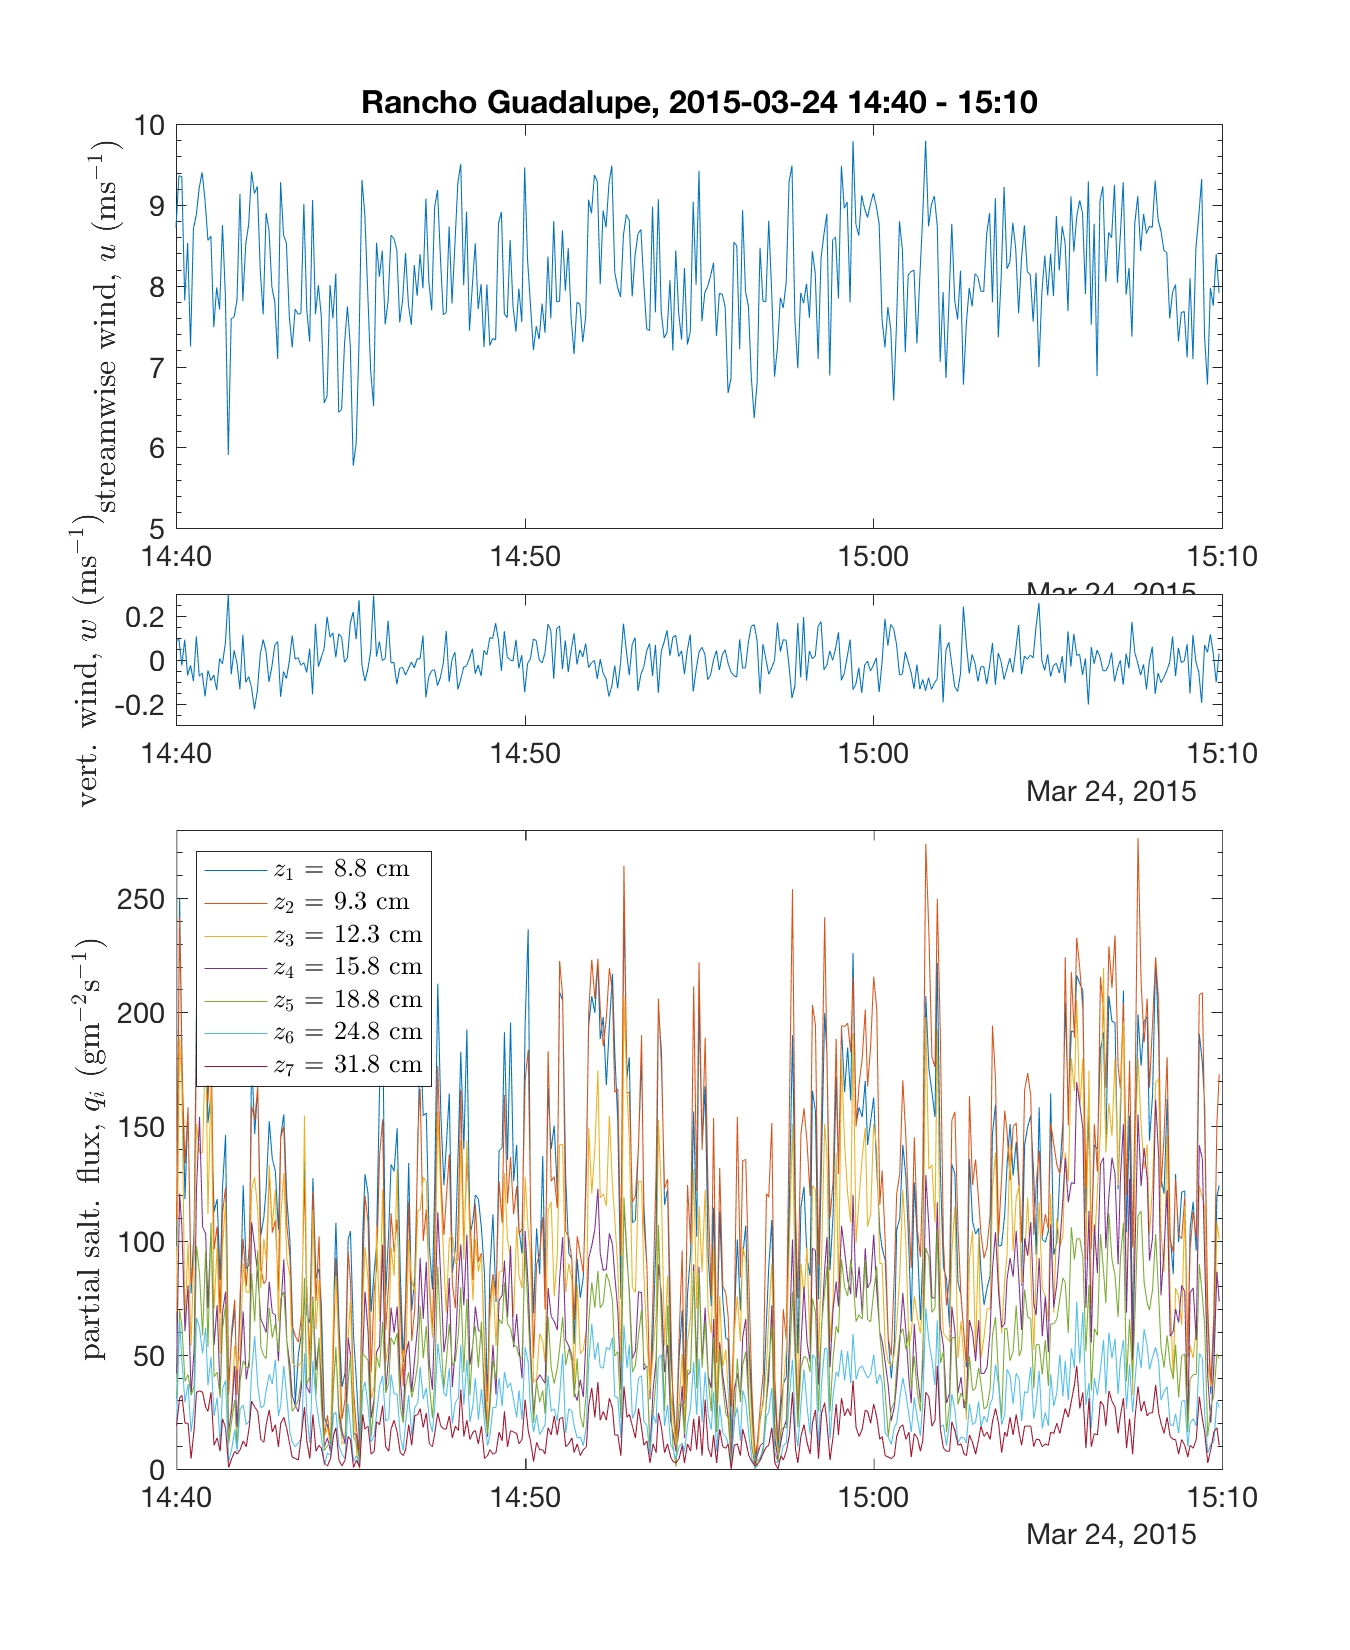 Rancho Guadalupe, 2015-03-24 14:40 - 15:10
streamwise wind, u (ms⁻¹)
10
9
8
7
6
5
14:40 14:50 15:00 15:10
Mar 24, 2015
vert. wind, w (ms⁻¹)
0.2
0
-0.2
14:40 14:50 15:00 15:10
Mar 24, 2015
partial salt. flux, qᵢ (gm⁻²s⁻¹)
250
200
150
100
50
0
z₁ = 8.8 cm
z₂ = 9.3 cm
z₃ = 12.3 cm
z₄ = 15.8 cm
z₅ = 18.8 cm
z₆ = 24.8 cm
z₇ = 31.8 cm
14:40 14:50 15:00 15:10
Mar 24, 2015